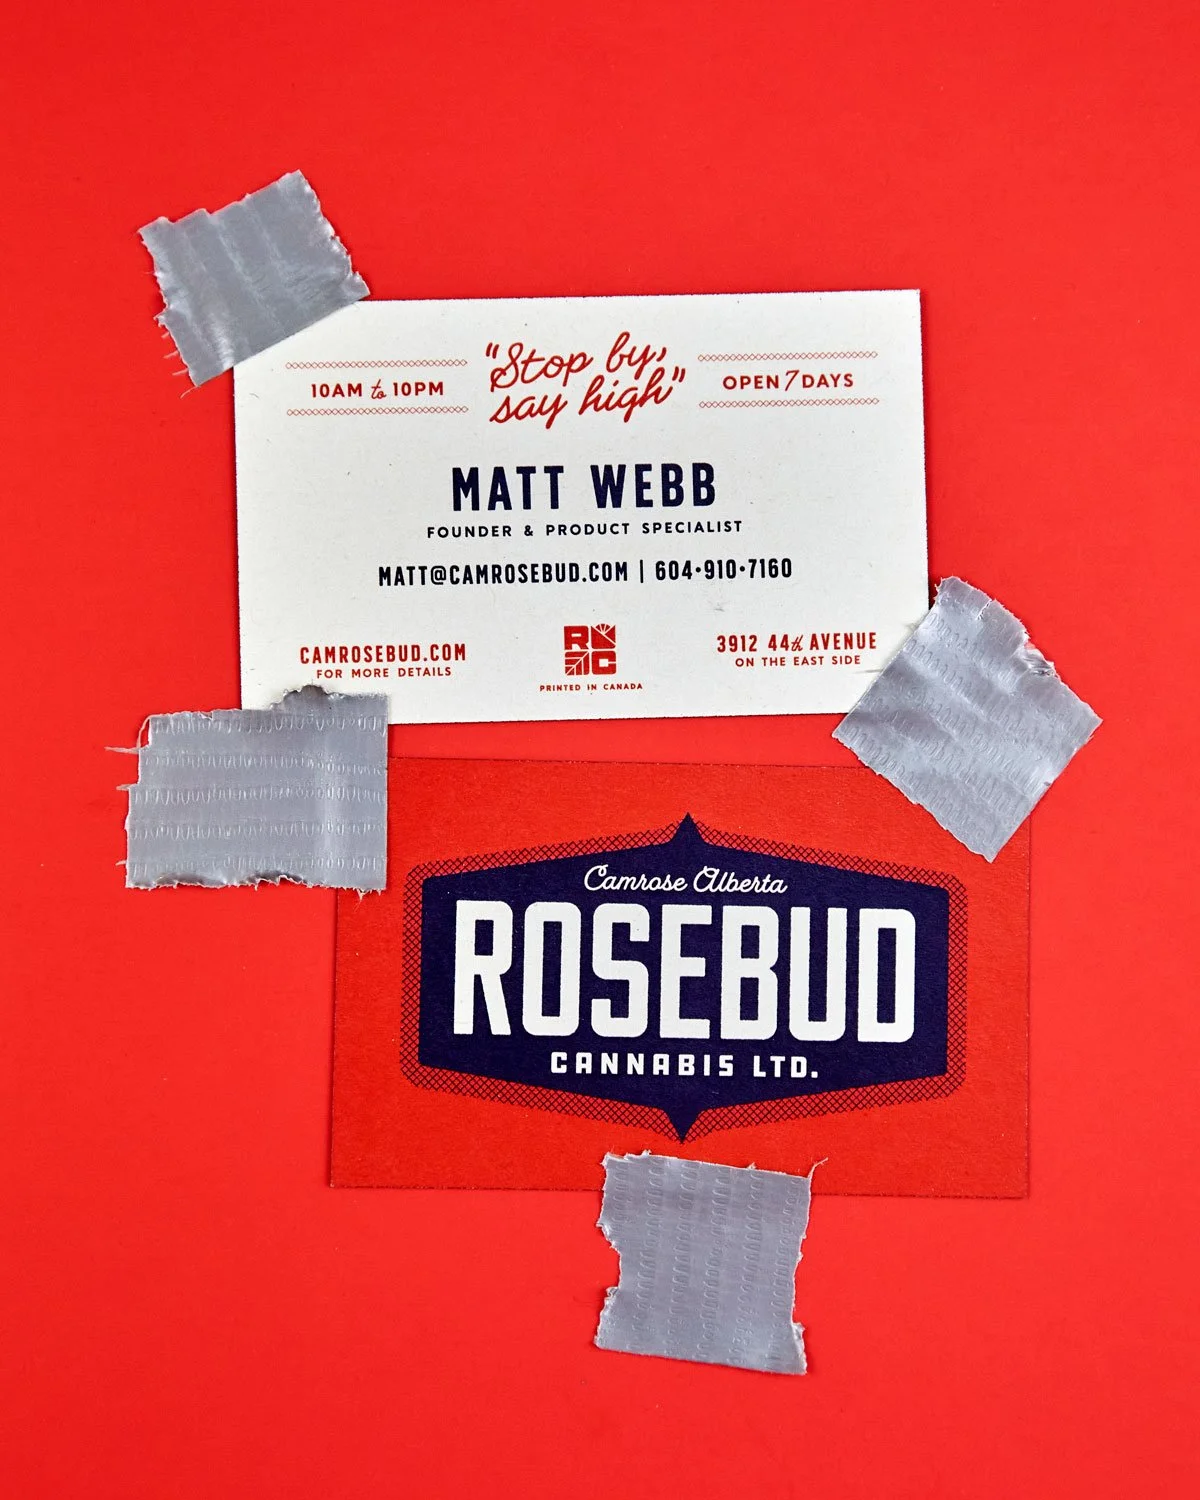 10AM to 10PM
"Stop by,
say high"
OPEN 7 DAYS
MATT WEBB
FOUNDER & PRODUCT SPECIALIST
MATT@CAMROSEBUD.COM | 604•910•7160
CAMROSEBUD.COM
FOR MORE DETAILS
R C
PRINTED IN CANADA
3912 44th AVENUE
ON THE EAST SIDE
Camrose Alberta
ROSEBUD
CANNABIS LTD.